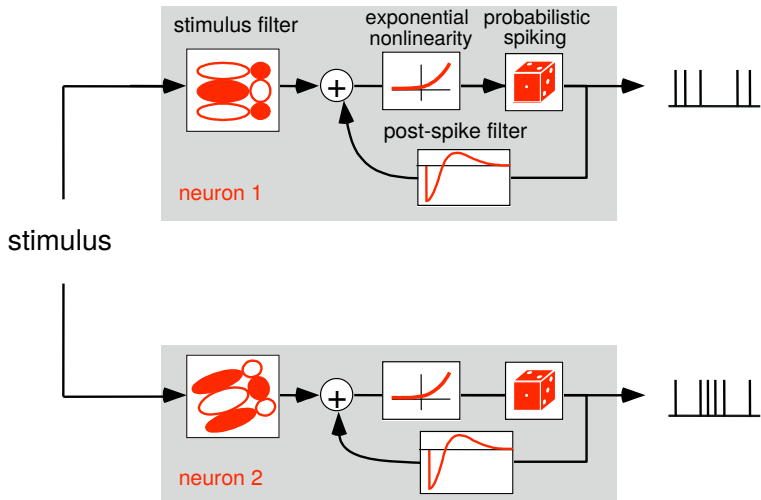 stimulus filter
exponential
nonlinearity
probabilistic
spiking
+
post-spike filter
neuron 1
stimulus
+
neuron 2